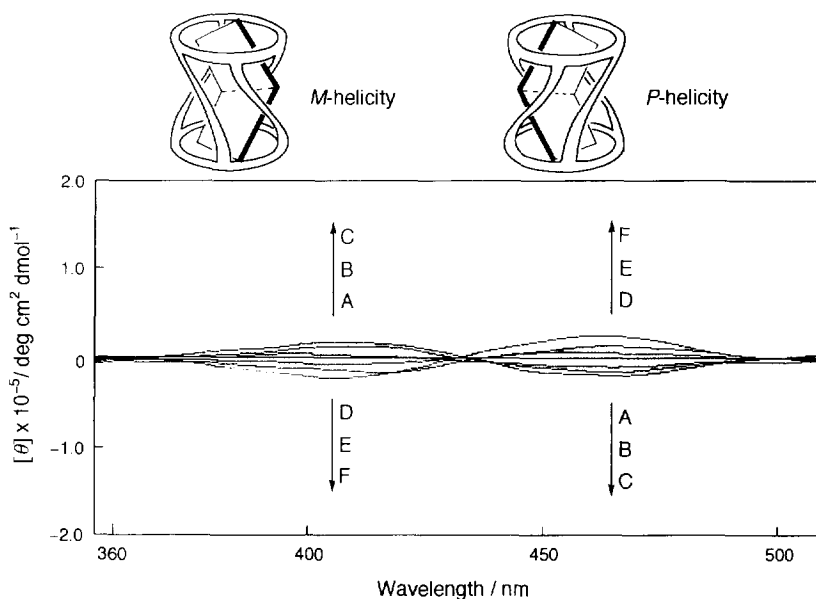 M-helicity
P-helicity
[θ] x 10⁻⁵/ deg cm² dmol⁻¹
2.0
1.0
0
−1.0
−2.0
C
B
A
F
E
D
D
E
F
A
B
C
360
400
450
500
Wavelength / nm